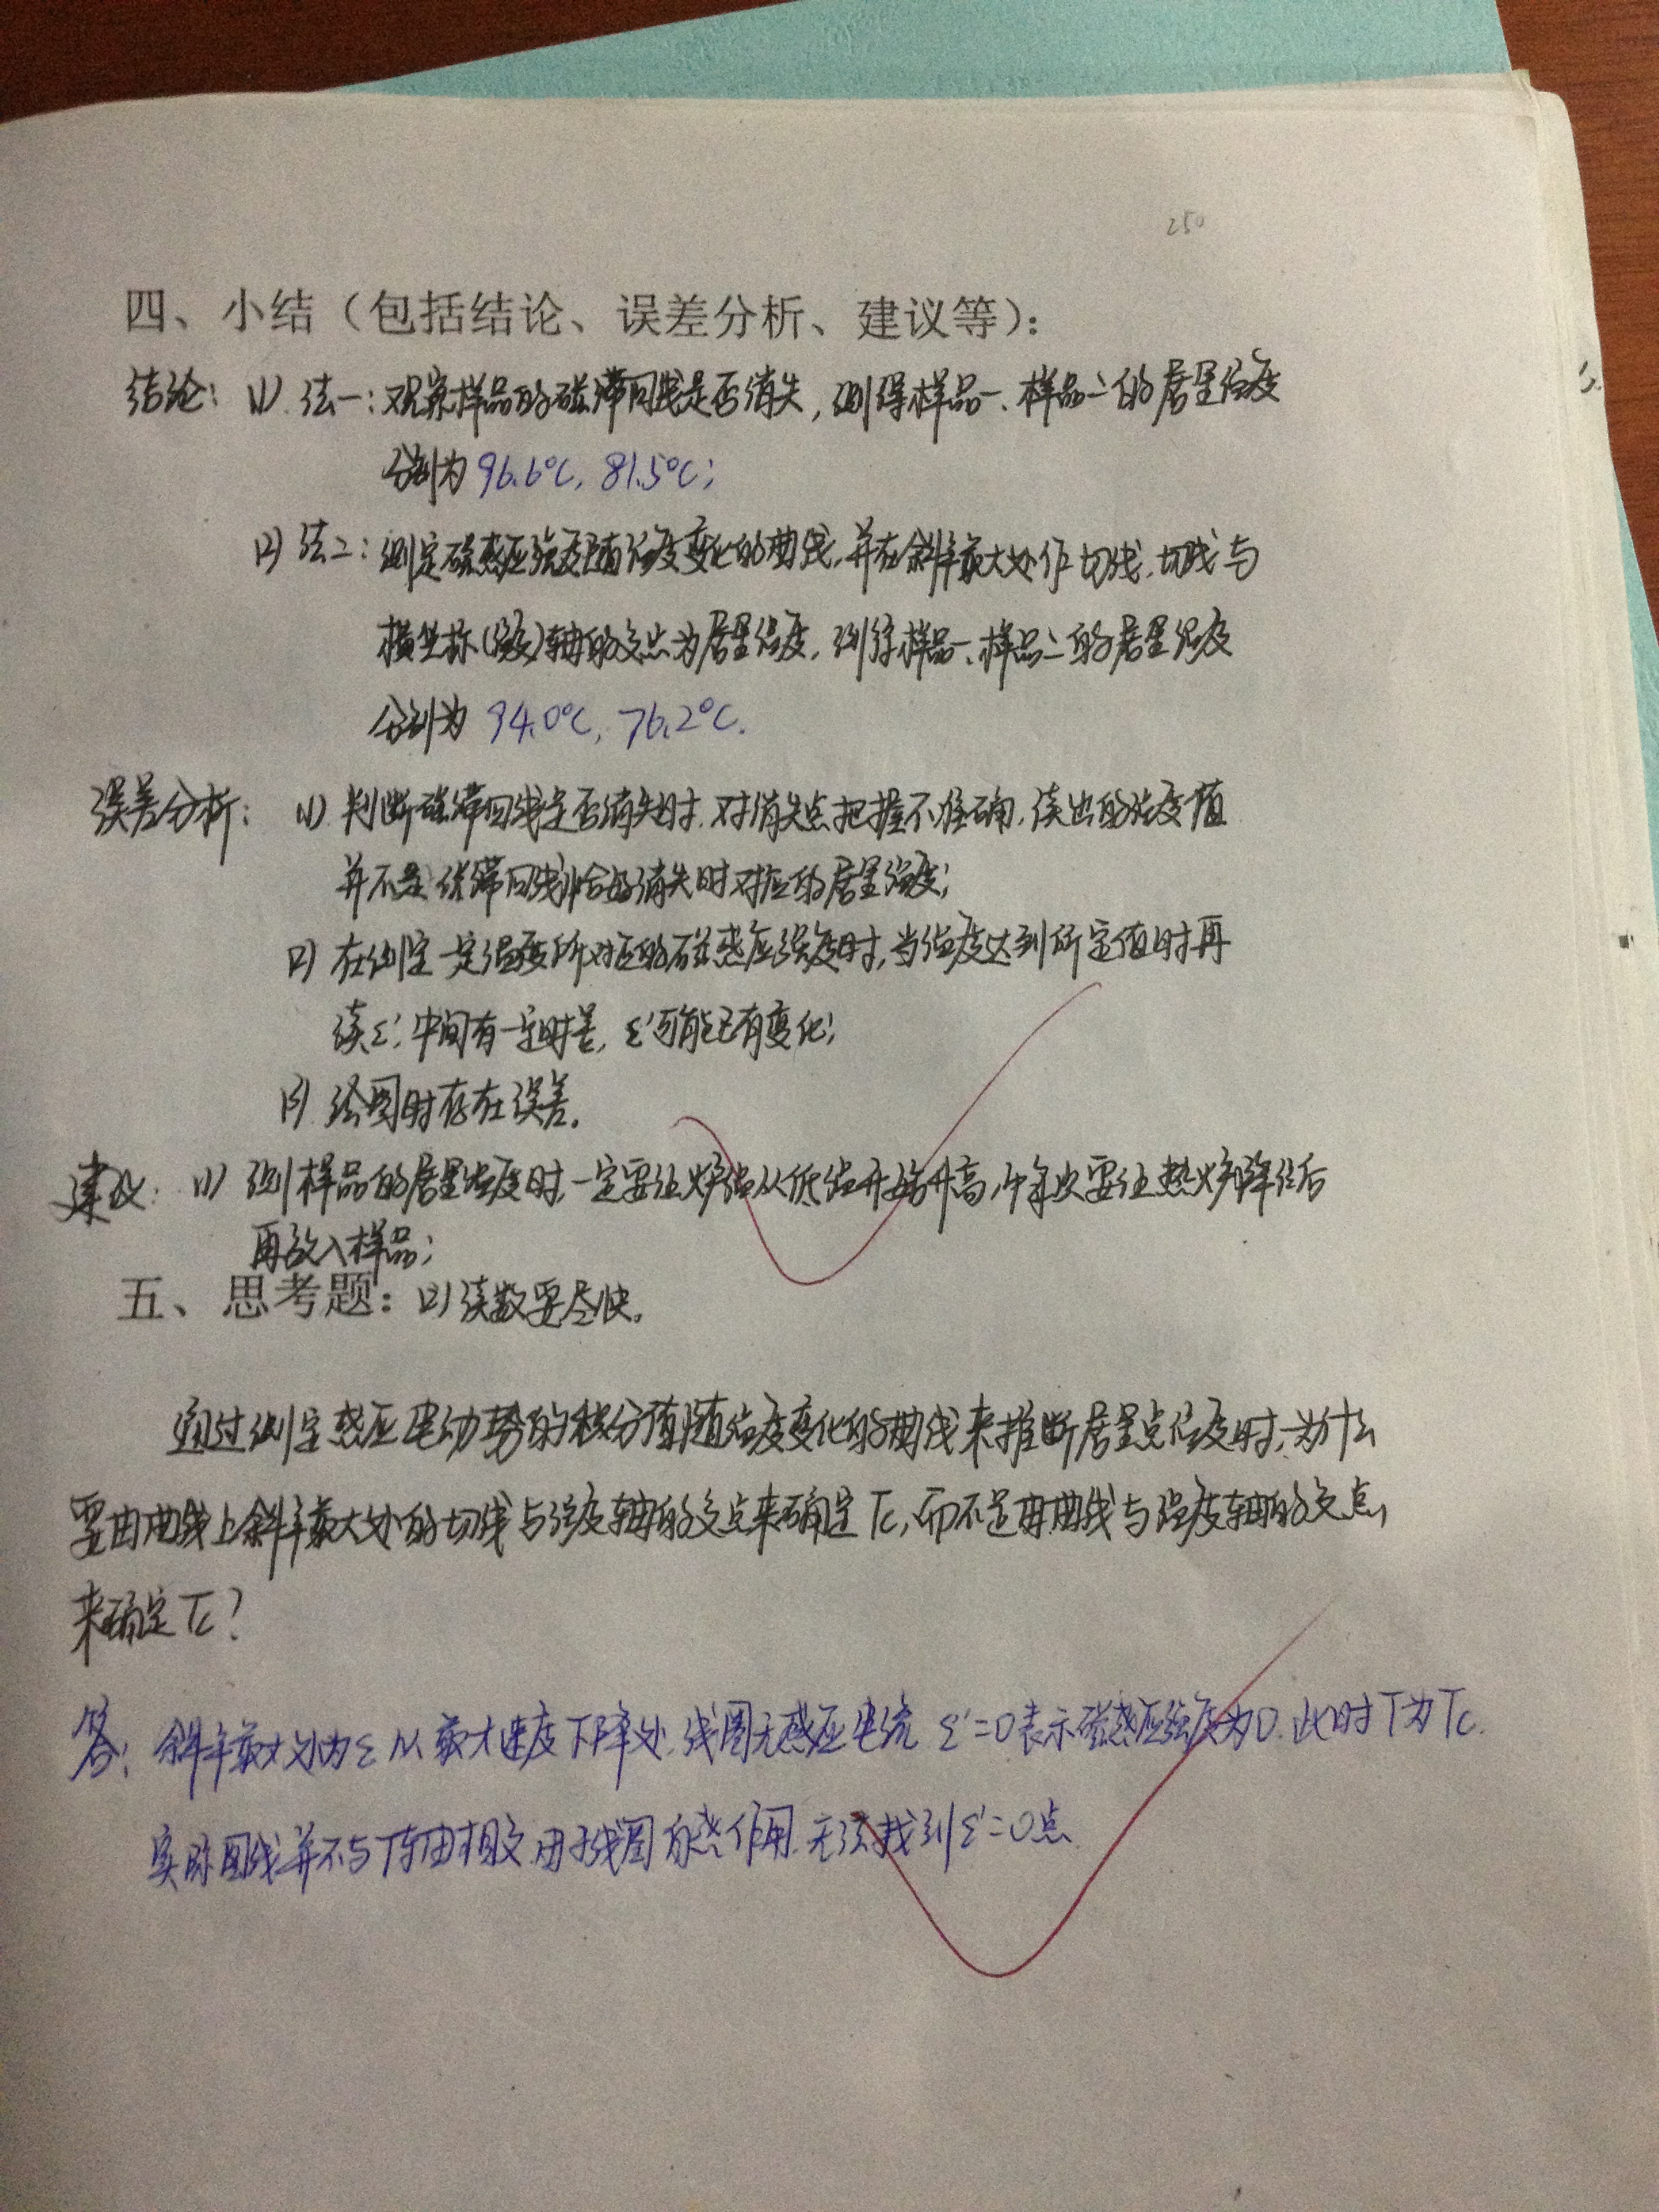 250
四、小结（包括结论、误差分析、建议等）：
结论：(1) 法一：观察样品的磁滞回线是否消失，测得样品一、样品二的居里温度
分别为 96.6℃，81.5℃；
(2) 法二：测定磁感应强度随温度变化的曲线，并在斜率最大处作切线，切线与
横坐标(温度)轴的交点为居里温度，测得样品一、样品二的居里温度
分别为 94.0℃，76.2℃.
误差分析：(1) 判断磁滞回线是否消失时，对消失点把握不准确，读出的温度值
并不是磁滞回线恰好消失时对应的居里温度；
(2) 在测定一定温度所对应的磁感应强度时，当温度达到所定值时再
读ε'，中间有一定时差，ε'可能已有变化；
(3) 绘图时存在误差。
建议：(1) 测样品的居里温度时，一定要让炉温从低温开始升高，即每次要让热炉降温后
再放入样品；
五、思考题：(2) 读数要尽快。
通过测定感应电动势的积分值随温度变化的曲线来推断居里点温度时，为什么
要由曲线上斜率最大处的切线与温度轴的交点来确定Tc，而不是由曲线与温度轴的交点
来确定Tc？
答：斜率最大处为ε以最大速度下降处，线圈无感应电流 ε'=0表示磁感应强度为0，此时T为Tc.
实际图线并不与T轴相交，由于线圈自感作用，无法找到ε'=0点